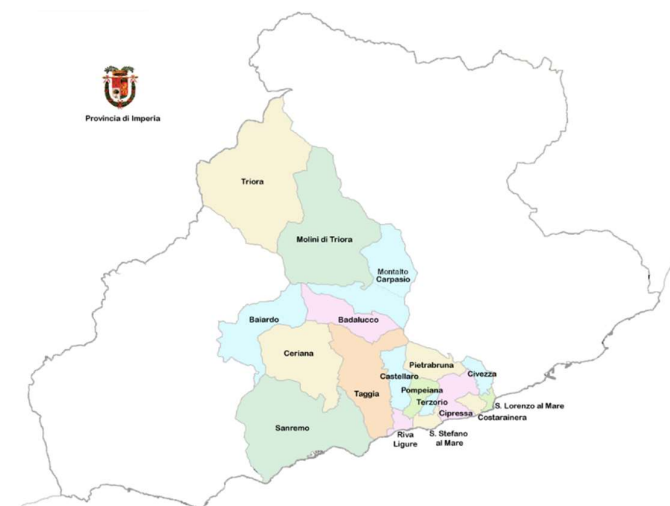 Provincia di Imperia
Triora
Molini di Triora
Montalto
Carpasio
Baiardo
Badalucco
Ceriana
Pietrabruna
Castellaro
Civezza
Taggia
Pompeiana
Terzorio
S. Lorenzo al Mare
Cipressa
Costarainera
Sanremo
Riva
Ligure
S. Stefano
al Mare